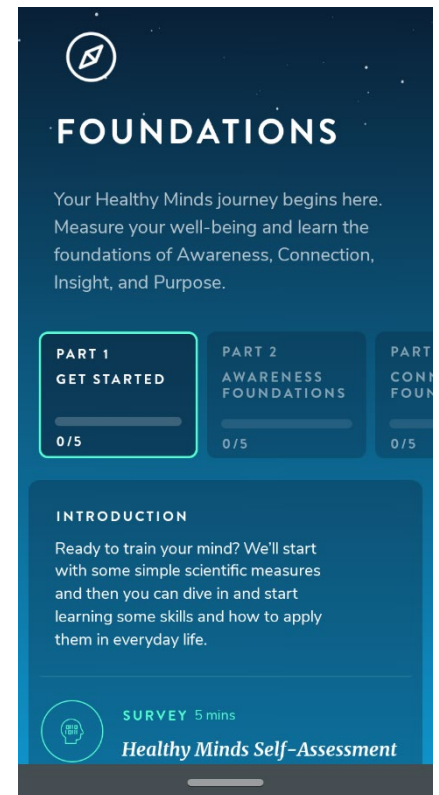 FOUNDATIONS
Your Healthy Minds journey begins here.
Measure your well-being and learn the
foundations of Awareness, Connection,
Insight, and Purpose.
PART 1
GET STARTED
0/5
PART 2
AWARENESS
FOUNDATIONS
0/5
PART
CONN
FOUN
0/5
INTRODUCTION
Ready to train your mind? We'll start
with some simple scientific measures
and then you can dive in and start
learning some skills and how to apply
them in everyday life.
SURVEY 5 mins
Healthy Minds Self-Assessment